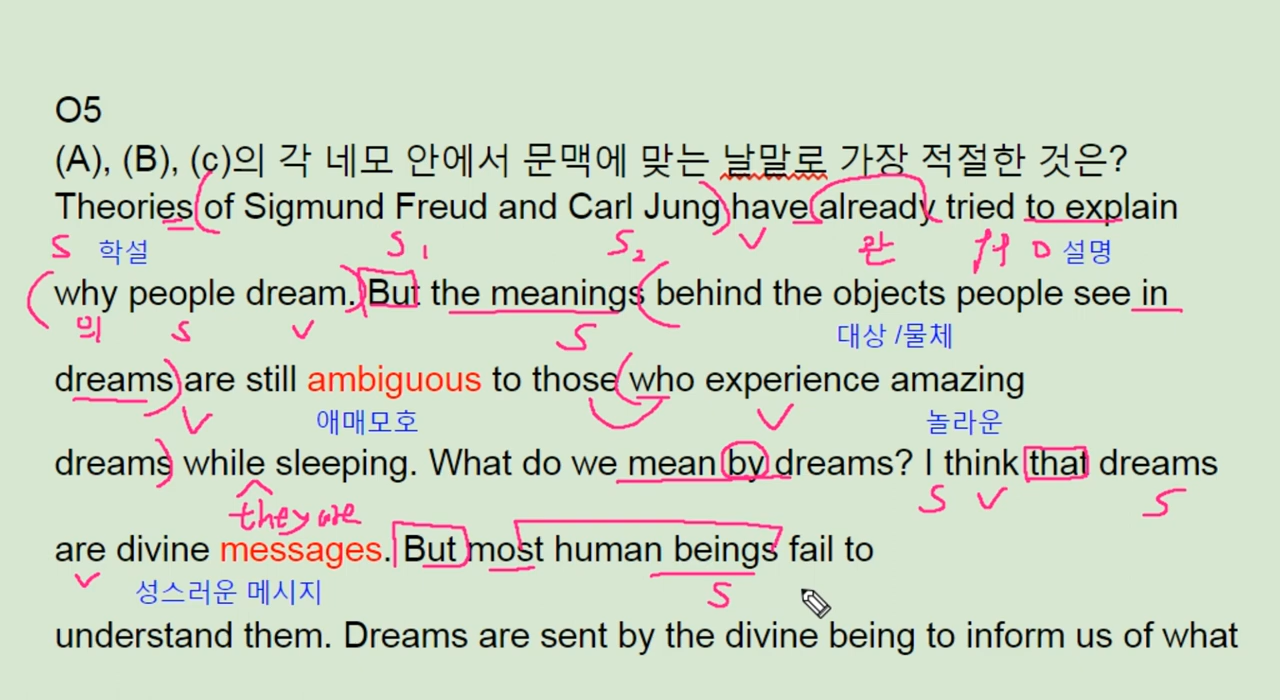 O5
(A), (B), (c)의 각 네모 안에서 문맥에 맞는 날말로 가장 적절한 것은?
Theories of Sigmund Freud and Carl Jung have already tried to explain
S 학설 S1 S2 V 완 O 설명
why people dream. But the meanings behind the objects people see in
의 S V S 대상 /물체
dreams are still ambiguous to those who experience amazing
V 애매모호 V 놀라운
dreams while sleeping. What do we mean by dreams? I think that dreams
they are S V S
are divine messages. But most human beings fail to
V 성스러운 메시지 S
understand them. Dreams are sent by the divine being to inform us of what